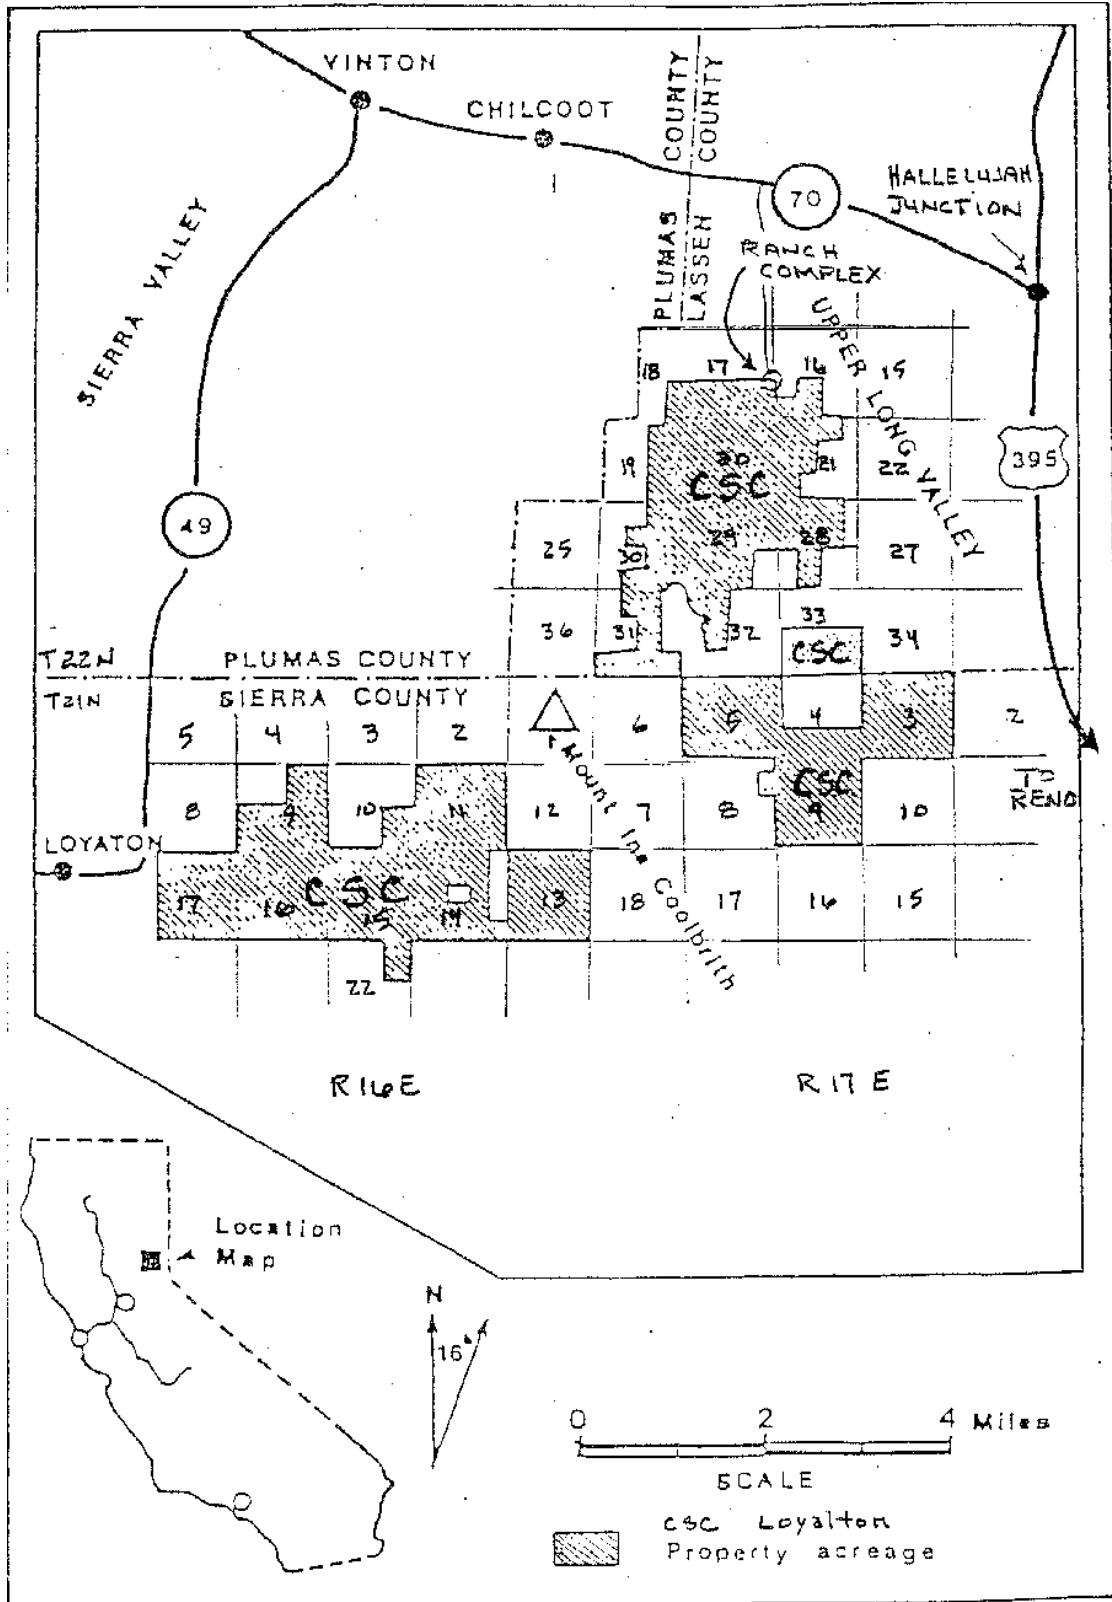 VINTON
CHILCOOT
PLUMAS COUNTY
LASSEN COUNTY
70
HALLELUJAH
JUNCTION
RANCH
COMPLEX
SIERRA VALLEY
UPPER LONG VALLEY
18 17 16 15
19 20 21 22
CSC
395
49
25 30 29 28 27
36 31 32 33 34
CSC
T22N PLUMAS COUNTY
T21N SIERRA COUNTY
5 4 3 2 6 5 4 3 2
Mount Ina Coolbrith
8 9 10 11 12 7 8 9 10
CSC
TO
RENO
LOYATON
CSC
17 16 15 14 13 18 17 16 15
22
R16E R17E
Location
Map
N
16°
0 2 4 Miles
SCALE
CSC Loyalton
Property acreage